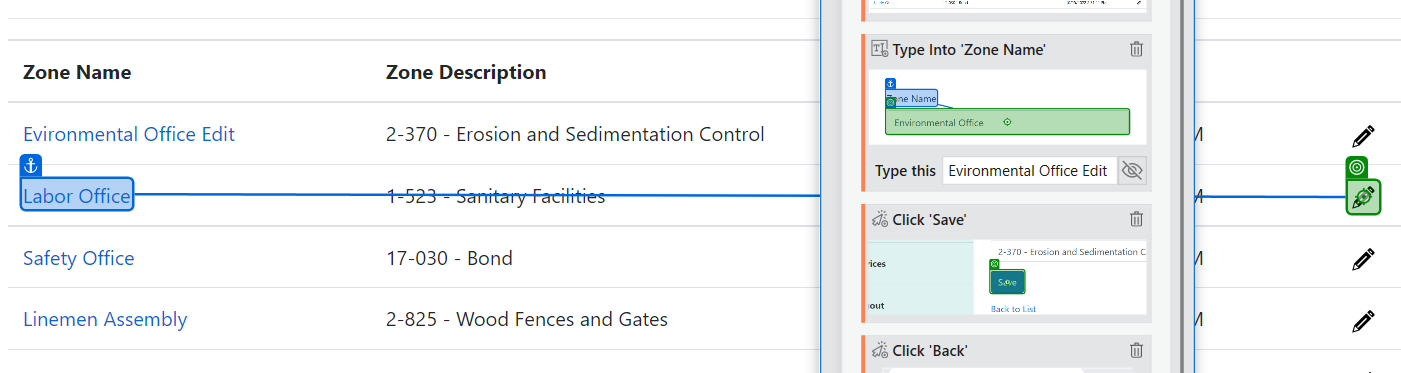 Type Into 'Zone Name'
Zone Name Zone Description
Zone Name
Environmental Office
Evironmental Office Edit 2-370 - Erosion and Sedimentation Control
Type this Evironmental Office Edit
Labor Office 1-523 - Sanitary Facilities
Click 'Save'
2-370 - Erosion and Sedimentation C
rices
Safety Office 17-030 - Bond
Save
out
Back to List
Linemen Assembly 2-825 - Wood Fences and Gates
Click 'Back'